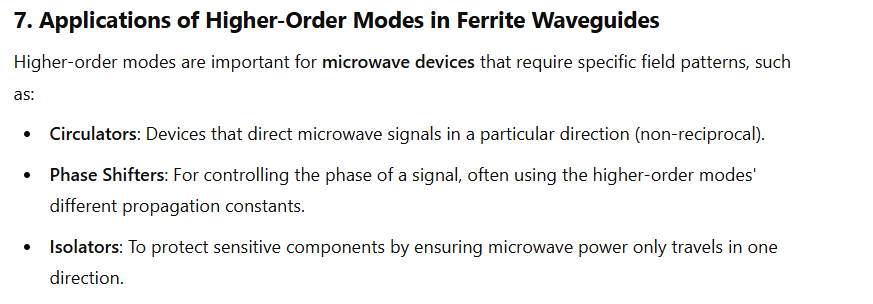 7. Applications of Higher-Order Modes in Ferrite Waveguides
Higher-order modes are important for microwave devices that require specific field patterns, such
as:
• Circulators: Devices that direct microwave signals in a particular direction (non-reciprocal).
• Phase Shifters: For controlling the phase of a signal, often using the higher-order modes'
different propagation constants.
• Isolators: To protect sensitive components by ensuring microwave power only travels in one
direction.